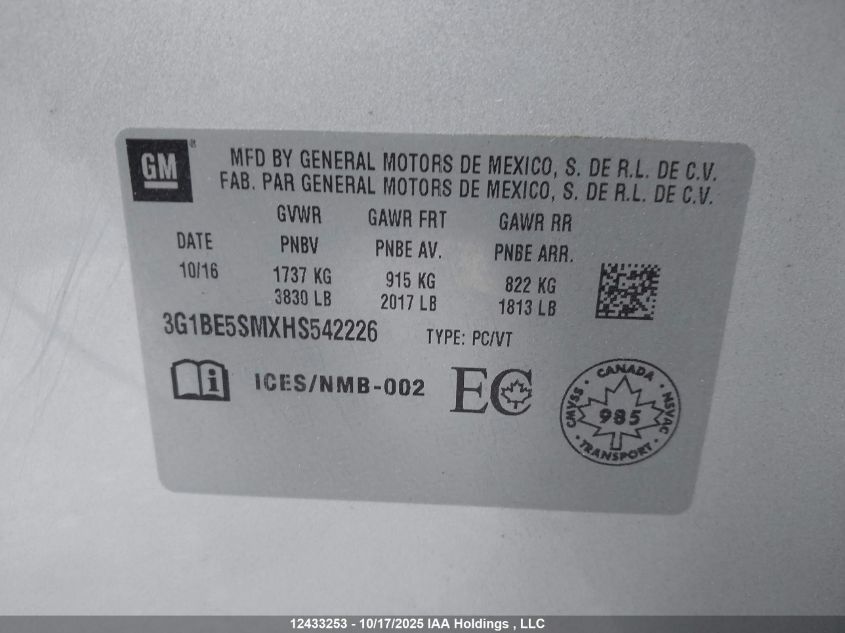 GM ®
MFD BY GENERAL MOTORS DE MEXICO, S. DE R.L. DE C.V.
FAB. PAR GENERAL MOTORS DE MEXICO, S. DE R.L. DE C.V.
GVWR GAWR FRT GAWR RR
DATE PNBV PNBE AV. PNBE ARR.
10/16 1737 KG 915 KG 822 KG
3830 LB 2017 LB 1813 LB
3G1BE5SMXHS542226 TYPE: PC/VT
i ICES/NMB-002 EC
CANADA
CMVSS 985 NSVAC
TRANSPORT
12433253 - 10/17/2025 IAA Holdings , LLC